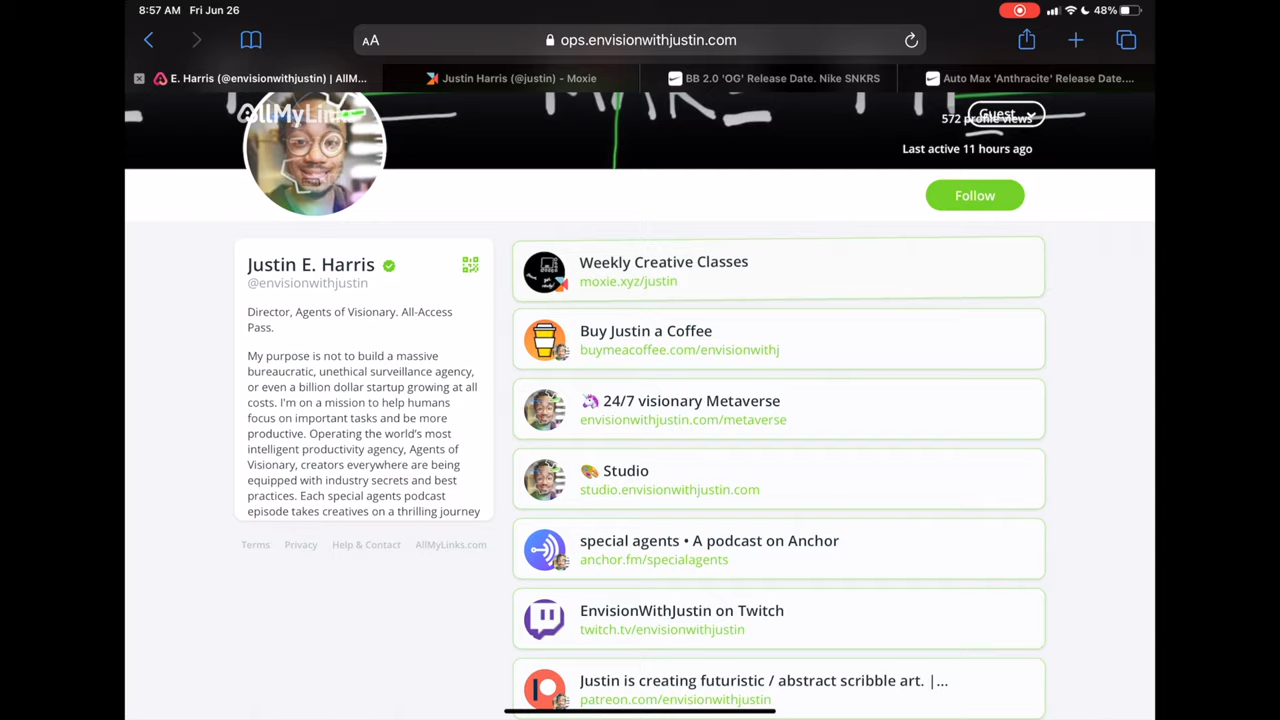 8:57 AM Fri Jun 26
48%
AA
ops.envisionwithjustin.com
E. Harris (@envisionwithjustin) | AllM...
Justin Harris (@justin) - Moxie
BB 2.0 'OG' Release Date. Nike SNKRS
Auto Max 'Anthracite' Release Date....
AllMyLinks
Guest
572 profile views
Last active 11 hours ago
Follow
Justin E. Harris
@envisionwithjustin
Director, Agents of Visionary. All-Access
Pass.
My purpose is not to build a massive
bureaucratic, unethical surveillance agency,
or even a billion dollar startup growing at all
costs. I'm on a mission to help humans
focus on important tasks and be more
productive. Operating the world's most
intelligent productivity agency, Agents of
Visionary, creators everywhere are being
equipped with industry secrets and best
practices. Each special agents podcast
episode takes creatives on a thrilling journey
Terms Privacy Help & Contact AllMyLinks.com
Weekly Creative Classes
moxie.xyz/justin
Buy Justin a Coffee
buymeacoffee.com/envisionwithj
🦄 24/7 visionary Metaverse
envisionwithjustin.com/metaverse
🎨 Studio
studio.envisionwithjustin.com
special agents • A podcast on Anchor
anchor.fm/specialagents
EnvisionWithJustin on Twitch
twitch.tv/envisionwithjustin
Justin is creating futuristic / abstract scribble art. |...
patreon.com/envisionwithjustin